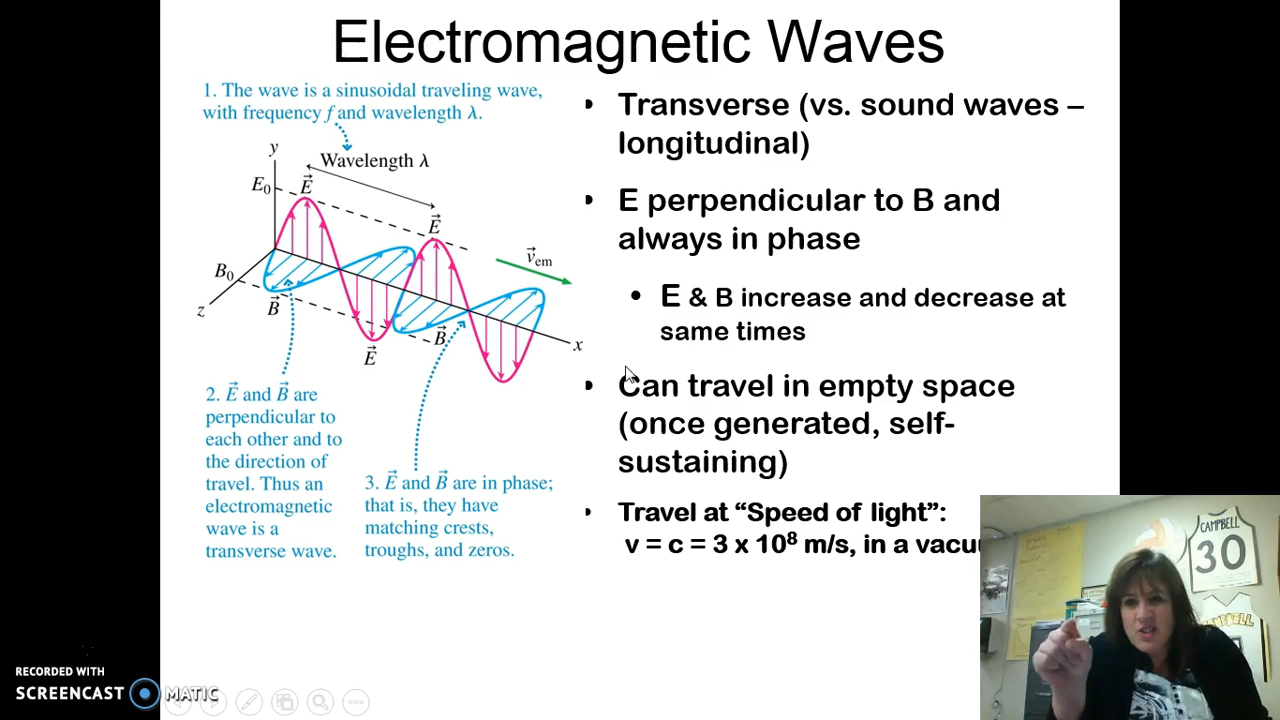 Electromagnetic Waves
1. The wave is a sinusoidal traveling wave,
with frequency f and wavelength λ.
y
Wavelength λ
E₀
E⃗
E⃗
v⃗em
B₀
z
B⃗
B⃗
E⃗
x
2. E⃗ and B⃗ are
perpendicular to
each other and to
the direction of
travel. Thus an
electromagnetic
wave is a
transverse wave.
3. E⃗ and B⃗ are in phase;
that is, they have
matching crests,
troughs, and zeros.
• Transverse (vs. sound waves –
longitudinal)
• E perpendicular to B and
always in phase
• E & B increase and decrease at
same times
• Can travel in empty space
(once generated, self-
sustaining)
• Travel at “Speed of light”:
v = c = 3 x 10⁸ m/s, in a vacu
CAMPBELL
30
RECORDED WITH
SCREENCAST MATIC